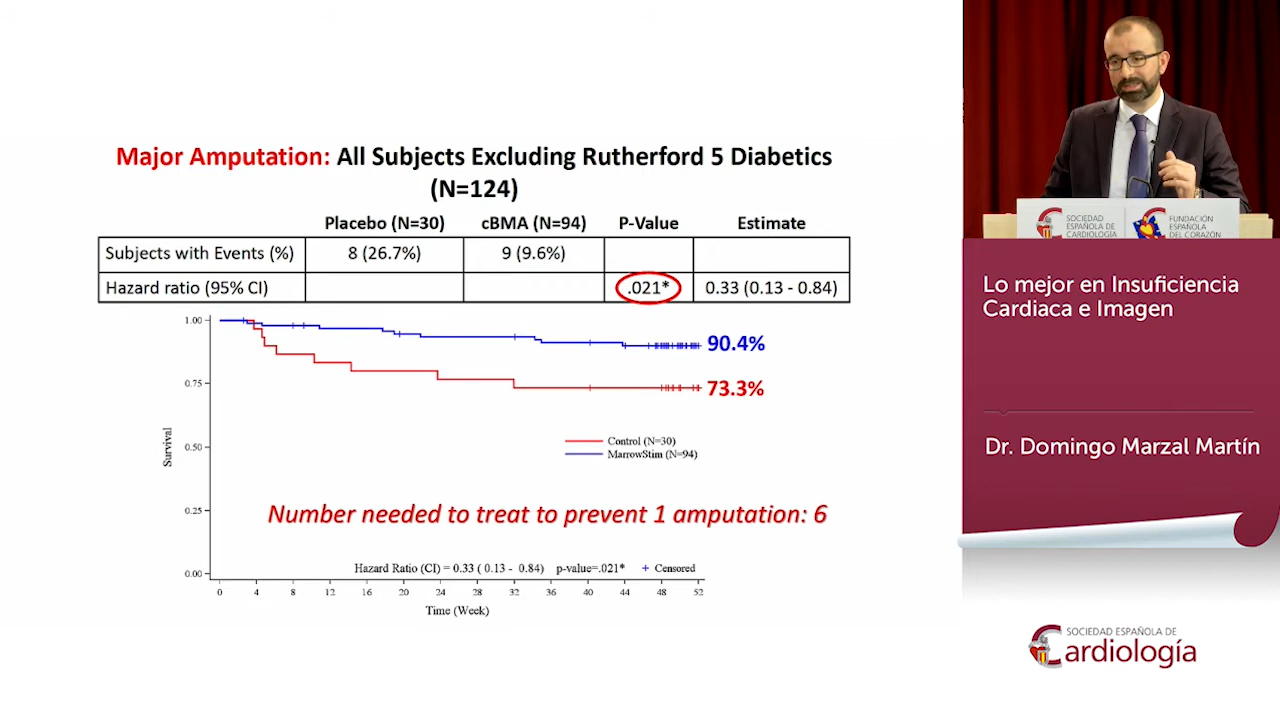 Major Amputation: All Subjects Excluding Rutherford 5 Diabetics
(N=124)
Placebo (N=30) cBMA (N=94) P-Value Estimate
Subjects with Events (%) 8 (26.7%) 9 (9.6%)
Hazard ratio (95% CI) .021* 0.33 (0.13 - 0.84)
1.00
0.75
0.50
0.25
0.00
Survival
90.4%
73.3%
Control (N=30)
MarrowStim (N=94)
Number needed to treat to prevent 1 amputation: 6
Hazard Ratio (CI) = 0.33 ( 0.13 - 0.84) p-value=.021* + Censored
0 4 8 12 16 20 24 28 32 36 40 44 48 52
Time (Week)
SOCIEDAD
ESPAÑOLA DE
CARDIOLOGÍA
FUNDACIÓN
ESPAÑOLA
DEL CORAZÓN
Lo mejor en Insuficiencia
Cardiaca e Imagen
Dr. Domingo Marzal Martín
SOCIEDAD ESPAÑOLA DE
Cardiología